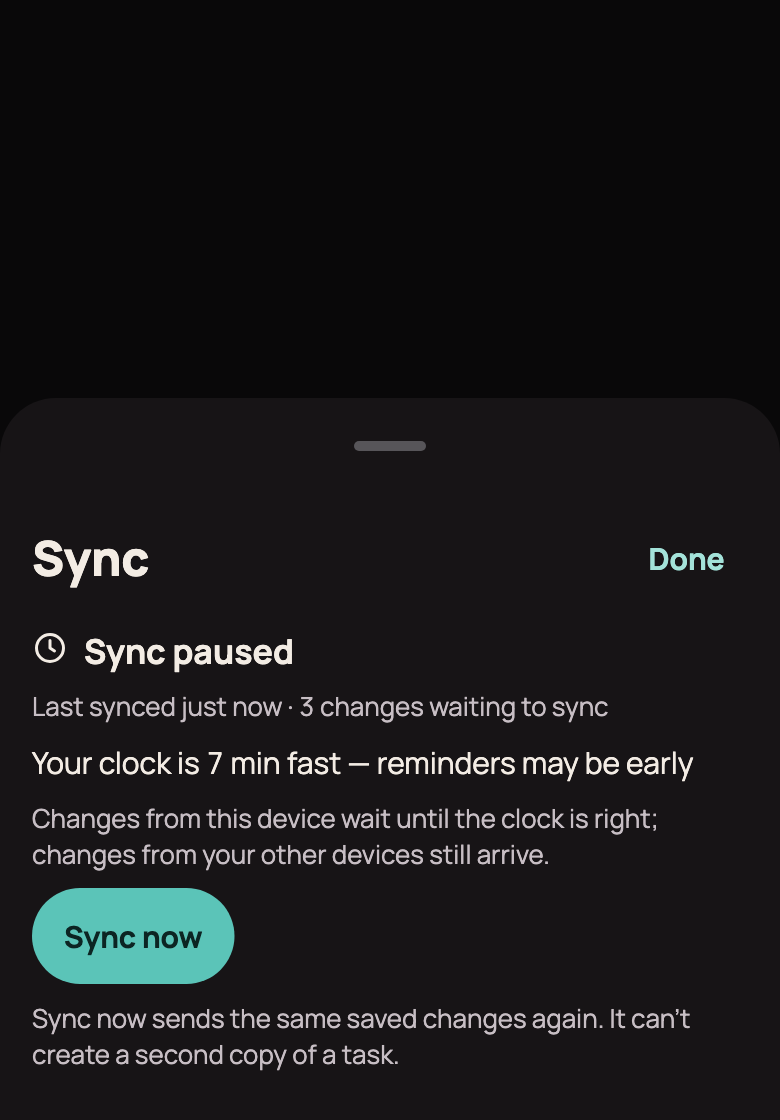 Sync
Done
Sync paused
Last synced just now · 3 changes waiting to sync
Your clock is 7 min fast — reminders may be early
Changes from this device wait until the clock is right;
changes from your other devices still arrive.
Sync now
Sync now sends the same saved changes again. It can’t
create a second copy of a task.